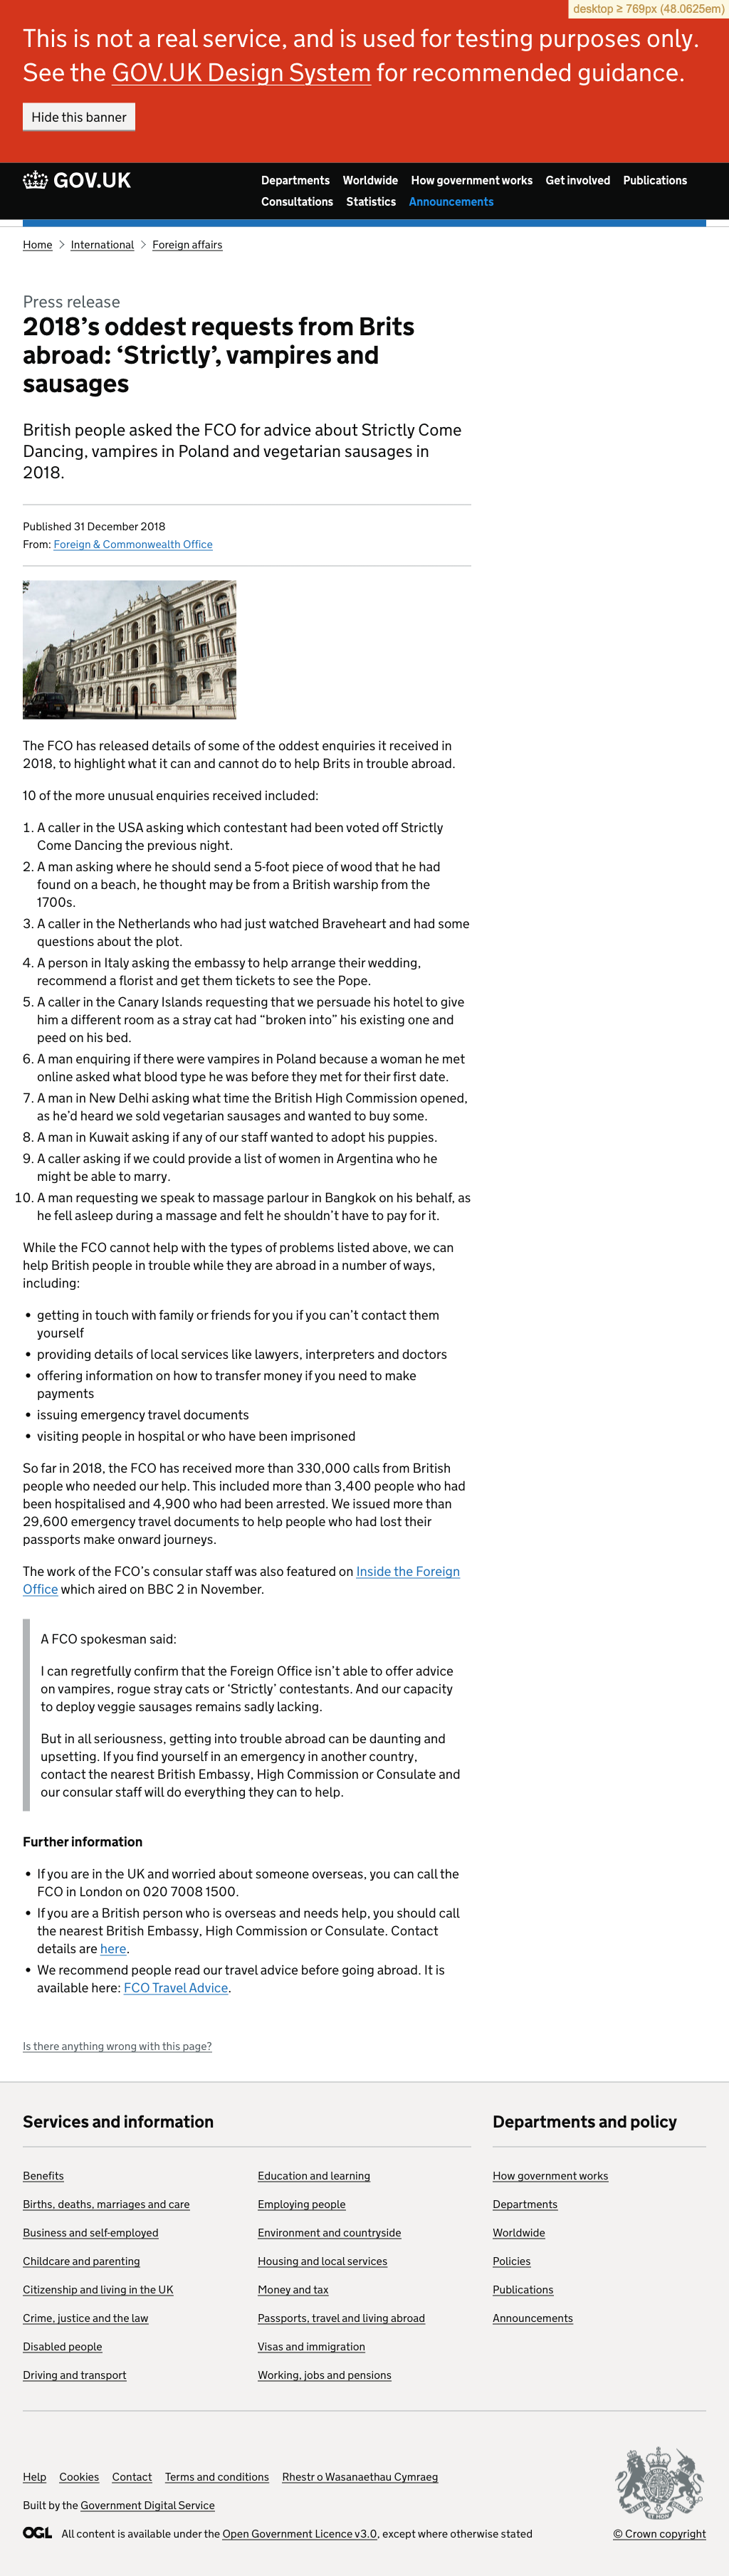 desktop ≥ 769px (48.0625em)
This is not a real service, and is used for testing purposes only.
See the GOV.UK Design System for recommended guidance.
Hide this banner
GOV.UK
Departments Worldwide How government works Get involved Publications
Consultations Statistics Announcements
Home International Foreign affairs
Press release
2018’s oddest requests from Brits
abroad: ‘Strictly’, vampires and
sausages
British people asked the FCO for advice about Strictly Come
Dancing, vampires in Poland and vegetarian sausages in
2018.
Published 31 December 2018
From: Foreign & Commonwealth Office
The FCO has released details of some of the oddest enquiries it received in
2018, to highlight what it can and cannot do to help Brits in trouble abroad.
10 of the more unusual enquiries received included:
1. A caller in the USA asking which contestant had been voted off Strictly
Come Dancing the previous night.
2. A man asking where he should send a 5-foot piece of wood that he had
found on a beach, he thought may be from a British warship from the
1700s.
3. A caller in the Netherlands who had just watched Braveheart and had some
questions about the plot.
4. A person in Italy asking the embassy to help arrange their wedding,
recommend a florist and get them tickets to see the Pope.
5. A caller in the Canary Islands requesting that we persuade his hotel to give
him a different room as a stray cat had “broken into” his existing one and
peed on his bed.
6. A man enquiring if there were vampires in Poland because a woman he met
online asked what blood type he was before they met for their first date.
7. A man in New Delhi asking what time the British High Commission opened,
as he’d heard we sold vegetarian sausages and wanted to buy some.
8. A man in Kuwait asking if any of our staff wanted to adopt his puppies.
9. A caller asking if we could provide a list of women in Argentina who he
might be able to marry.
10. A man requesting we speak to massage parlour in Bangkok on his behalf, as
he fell asleep during a massage and felt he shouldn’t have to pay for it.
While the FCO cannot help with the types of problems listed above, we can
help British people in trouble while they are abroad in a number of ways,
including:
• getting in touch with family or friends for you if you can’t contact them
yourself
• providing details of local services like lawyers, interpreters and doctors
• offering information on how to transfer money if you need to make
payments
• issuing emergency travel documents
• visiting people in hospital or who have been imprisoned
So far in 2018, the FCO has received more than 330,000 calls from British
people who needed our help. This included more than 3,400 people who had
been hospitalised and 4,900 who had been arrested. We issued more than
29,600 emergency travel documents to help people who had lost their
passports make onward journeys.
The work of the FCO’s consular staff was also featured on Inside the Foreign
Office which aired on BBC 2 in November.
A FCO spokesman said:
I can regretfully confirm that the Foreign Office isn’t able to offer advice
on vampires, rogue stray cats or ‘Strictly’ contestants. And our capacity
to deploy veggie sausages remains sadly lacking.
But in all seriousness, getting into trouble abroad can be daunting and
upsetting. If you find yourself in an emergency in another country,
contact the nearest British Embassy, High Commission or Consulate and
our consular staff will do everything they can to help.
Further information
• If you are in the UK and worried about someone overseas, you can call the
FCO in London on 020 7008 1500.
• If you are a British person who is overseas and needs help, you should call
the nearest British Embassy, High Commission or Consulate. Contact
details are here.
• We recommend people read our travel advice before going abroad. It is
available here: FCO Travel Advice.
Is there anything wrong with this page?
Services and information
Benefits
Births, deaths, marriages and care
Business and self-employed
Childcare and parenting
Citizenship and living in the UK
Crime, justice and the law
Disabled people
Driving and transport
Education and learning
Employing people
Environment and countryside
Housing and local services
Money and tax
Passports, travel and living abroad
Visas and immigration
Working, jobs and pensions
Departments and policy
How government works
Departments
Worldwide
Policies
Publications
Announcements
Help Cookies Contact Terms and conditions Rhestr o Wasanaethau Cymraeg
Built by the Government Digital Service
OGL All content is available under the Open Government Licence v3.0, except where otherwise stated
© Crown copyright